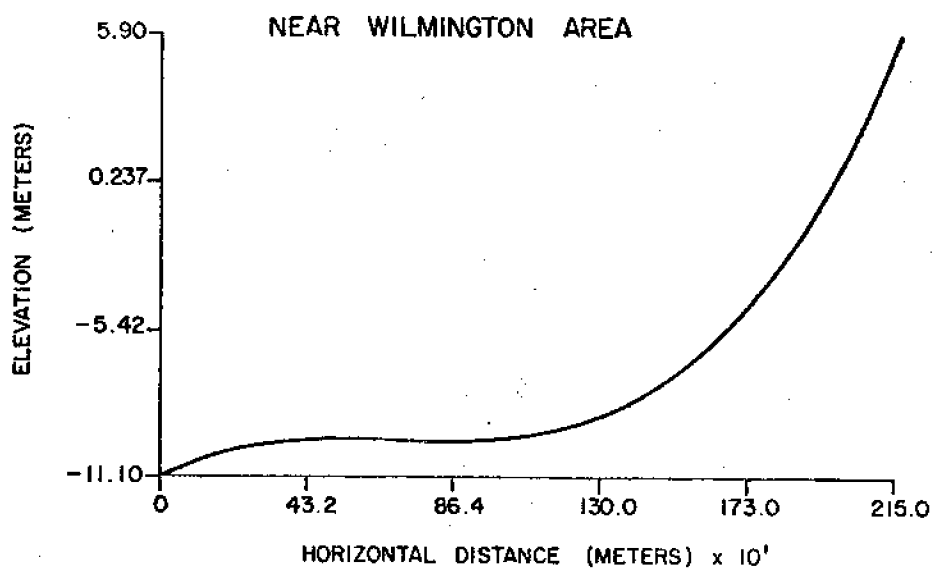 NEAR WILMINGTON AREA
ELEVATION (METERS)
5.90
0.237
-5.42
-11.10
0 43.2 86.4 130.0 173.0 215.0
HORIZONTAL DISTANCE (METERS) x 10'